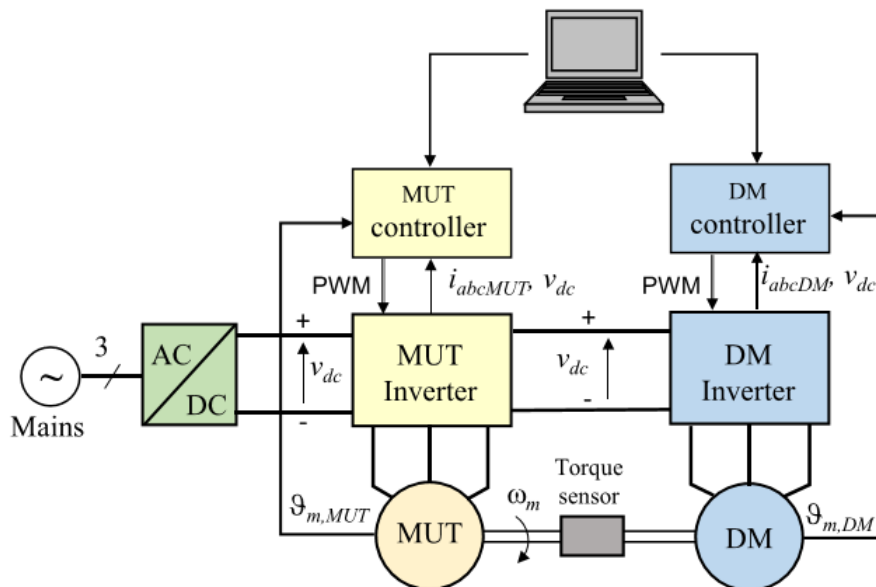 MUT
controller
DM
controller
PWM
i_abcMUT, v_dc
PWM
i_abcDM, v_dc
3
AC
DC
~
Mains
+
v_dc
-
MUT
Inverter
+
v_dc
-
DM
Inverter
ϑ_m,MUT
MUT
ω_m
Torque
sensor
DM
ϑ_m,DM